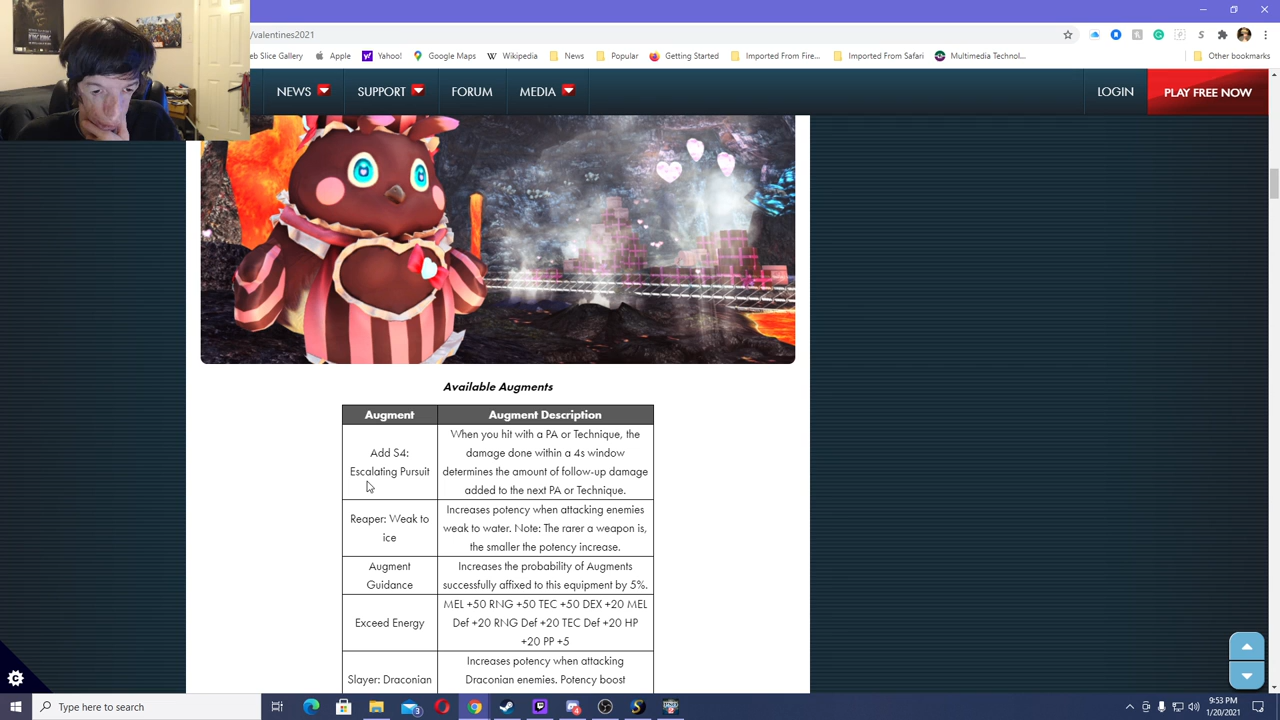 /valentines2021
eb Slice Gallery Apple Yahoo! Google Maps Wikipedia News Popular Getting Started Imported From Fire... Imported From Safari Multimedia Technol... Other bookmarks
NEWS SUPPORT FORUM MEDIA LOGIN PLAY FREE NOW
Available Augments
Augment Augment Description
Add S4:
Escalating Pursuit
When you hit with a PA or Technique, the
damage done within a 4s window
determines the amount of follow-up damage
added to the next PA or Technique.
Reaper: Weak to
ice
Increases potency when attacking enemies
weak to water. Note: The rarer a weapon is,
the smaller the potency increase.
Augment
Guidance
Increases the probability of Augments
successfully affixed to this equipment by 5%.
Exceed Energy
MEL +50 RNG +50 TEC +50 DEX +20 MEL
Def +20 RNG Def +20 TEC Def +20 HP
+20 PP +5
Slayer: Draconian
Increases potency when attacking
Draconian enemies. Potency boost
Type here to search
9:53 PM
1/20/2021